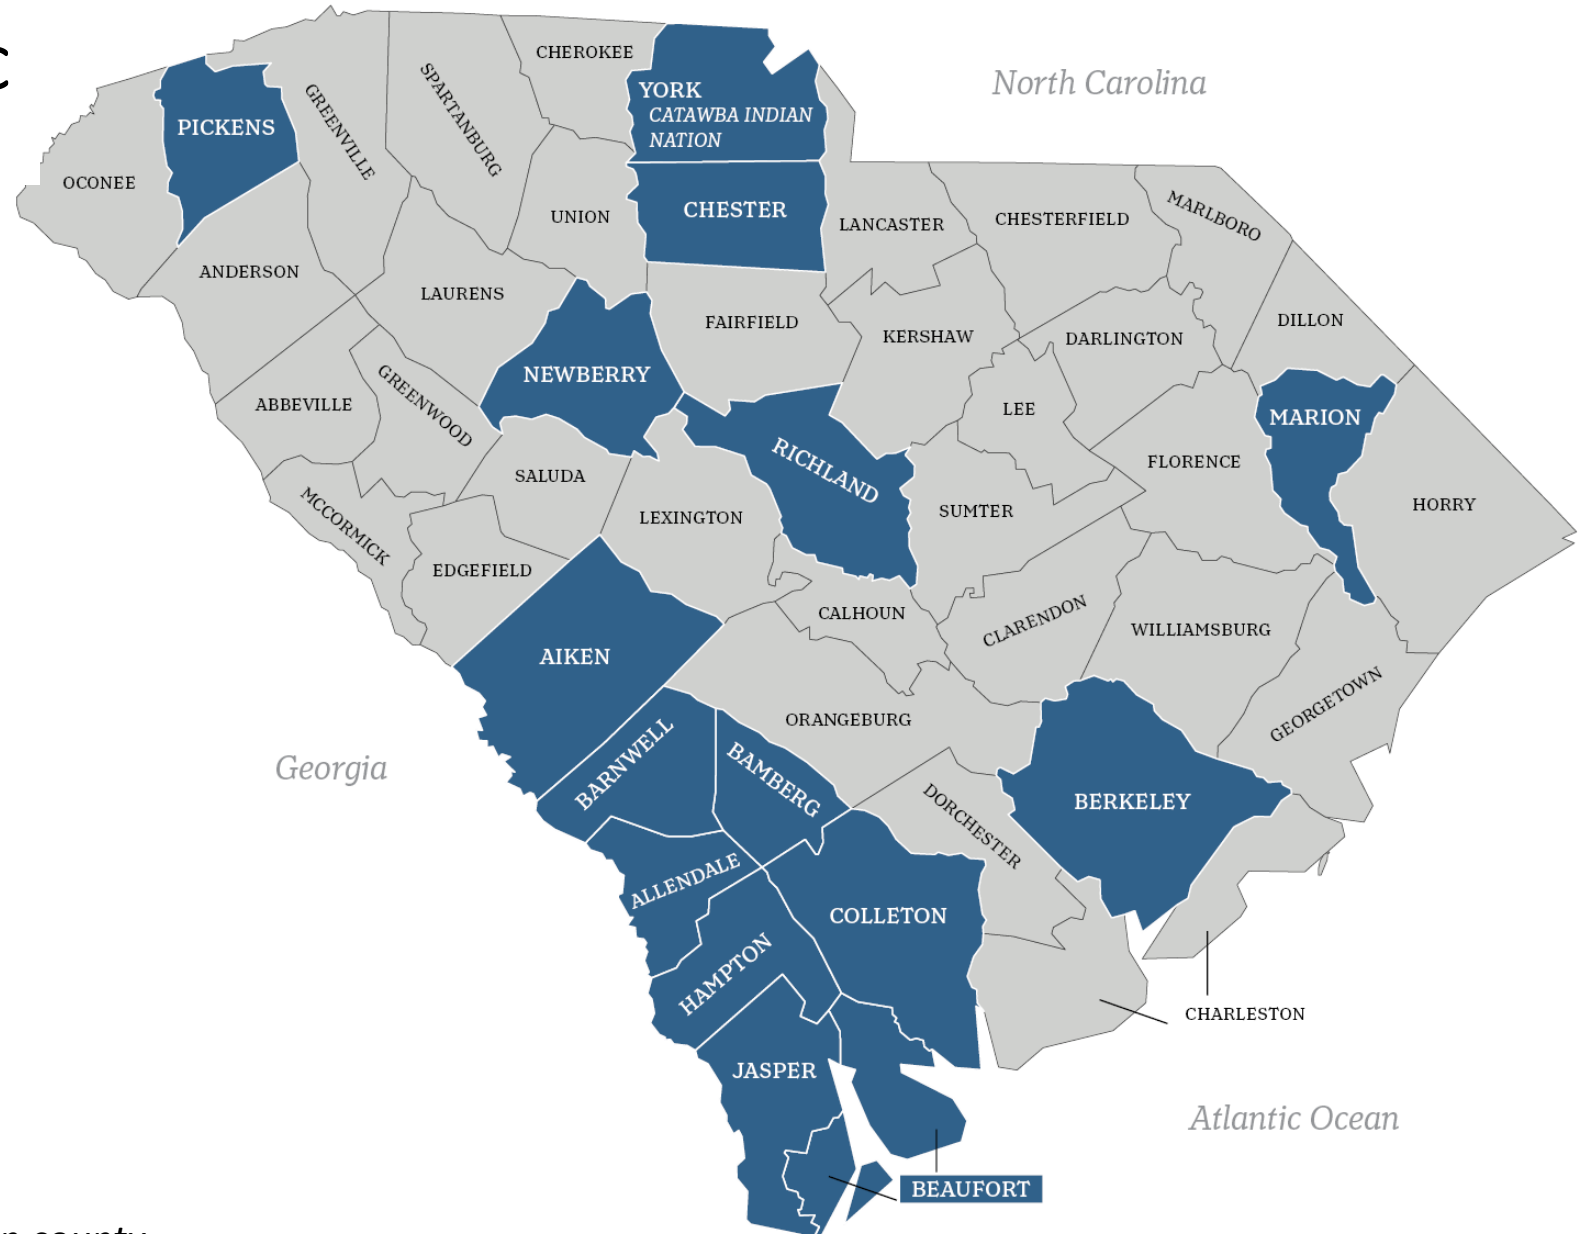 C
CHEROKEE
YORK
CATAWBA INDIAN
NATION
North Carolina
SPARTANBURG
GREENVILLE
PICKENS
OCONEE
UNION
CHESTER
LANCASTER
CHESTERFIELD
MARLBORO
ANDERSON
LAURENS
FAIRFIELD
KERSHAW
DARLINGTON
DILLON
NEWBERRY
ABBEVILLE
GREENWOOD
LEE
MARION
RICHLAND
FLORENCE
SALUDA
LEXINGTON
SUMTER
HORRY
MCCORMICK
EDGEFIELD
CALHOUN
CLARENDON
WILLIAMSBURG
AIKEN
ORANGEBURG
GEORGETOWN
Georgia
BARNWELL
BAMBERG
DORCHESTER
BERKELEY
ALLENDALE
COLLETON
HAMPTON
CHARLESTON
JASPER
Atlantic Ocean
BEAUFORT
county